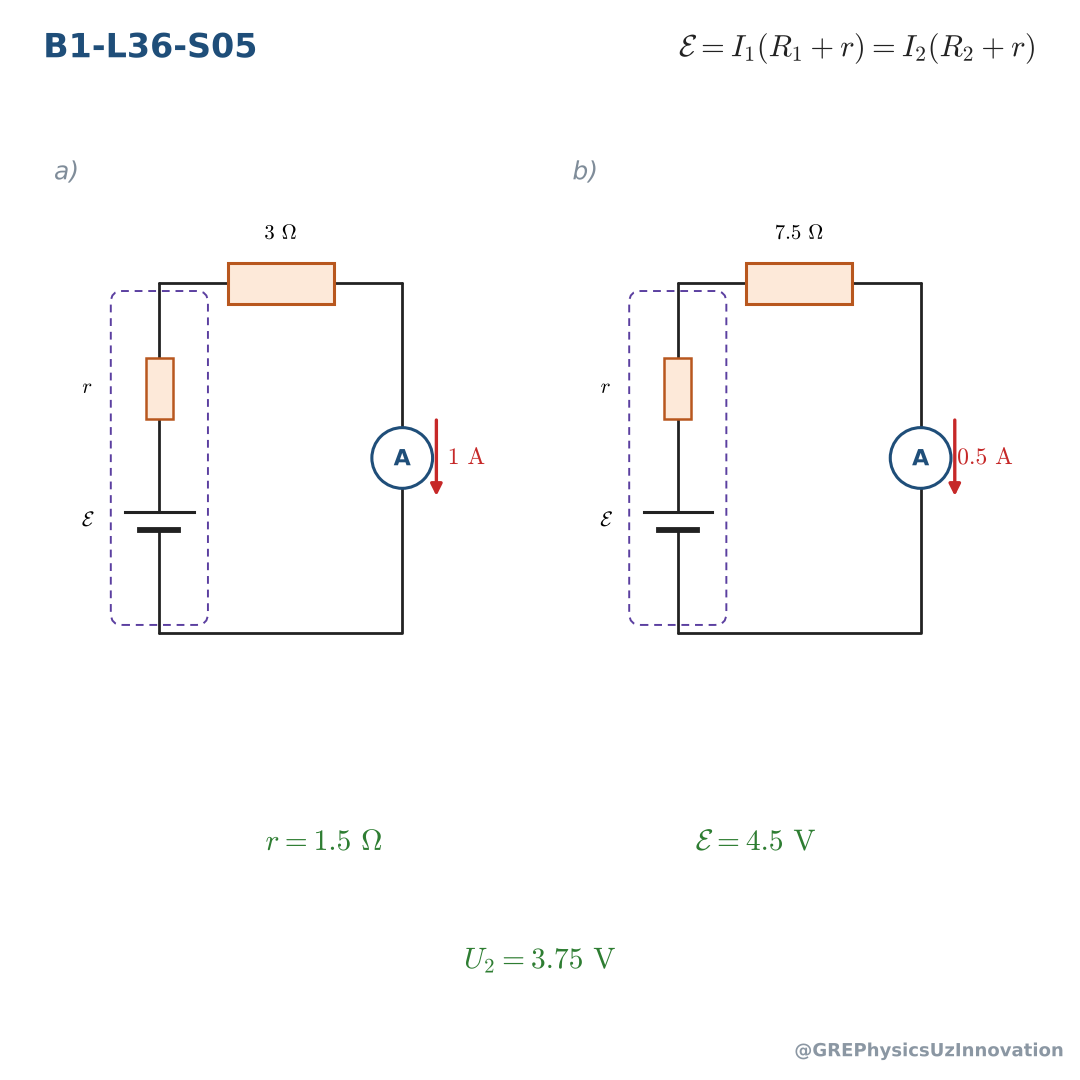 B1-L36-S05
ℰ = I₁(R₁ + r) = I₂(R₂ + r)
a)
b)
3 Ω
7.5 Ω
r
r
A
1 A
A
0.5 A
ℰ
ℰ
r = 1.5 Ω
ℰ = 4.5 V
U₂ = 3.75 V
@GREPhysicsUzInnovation